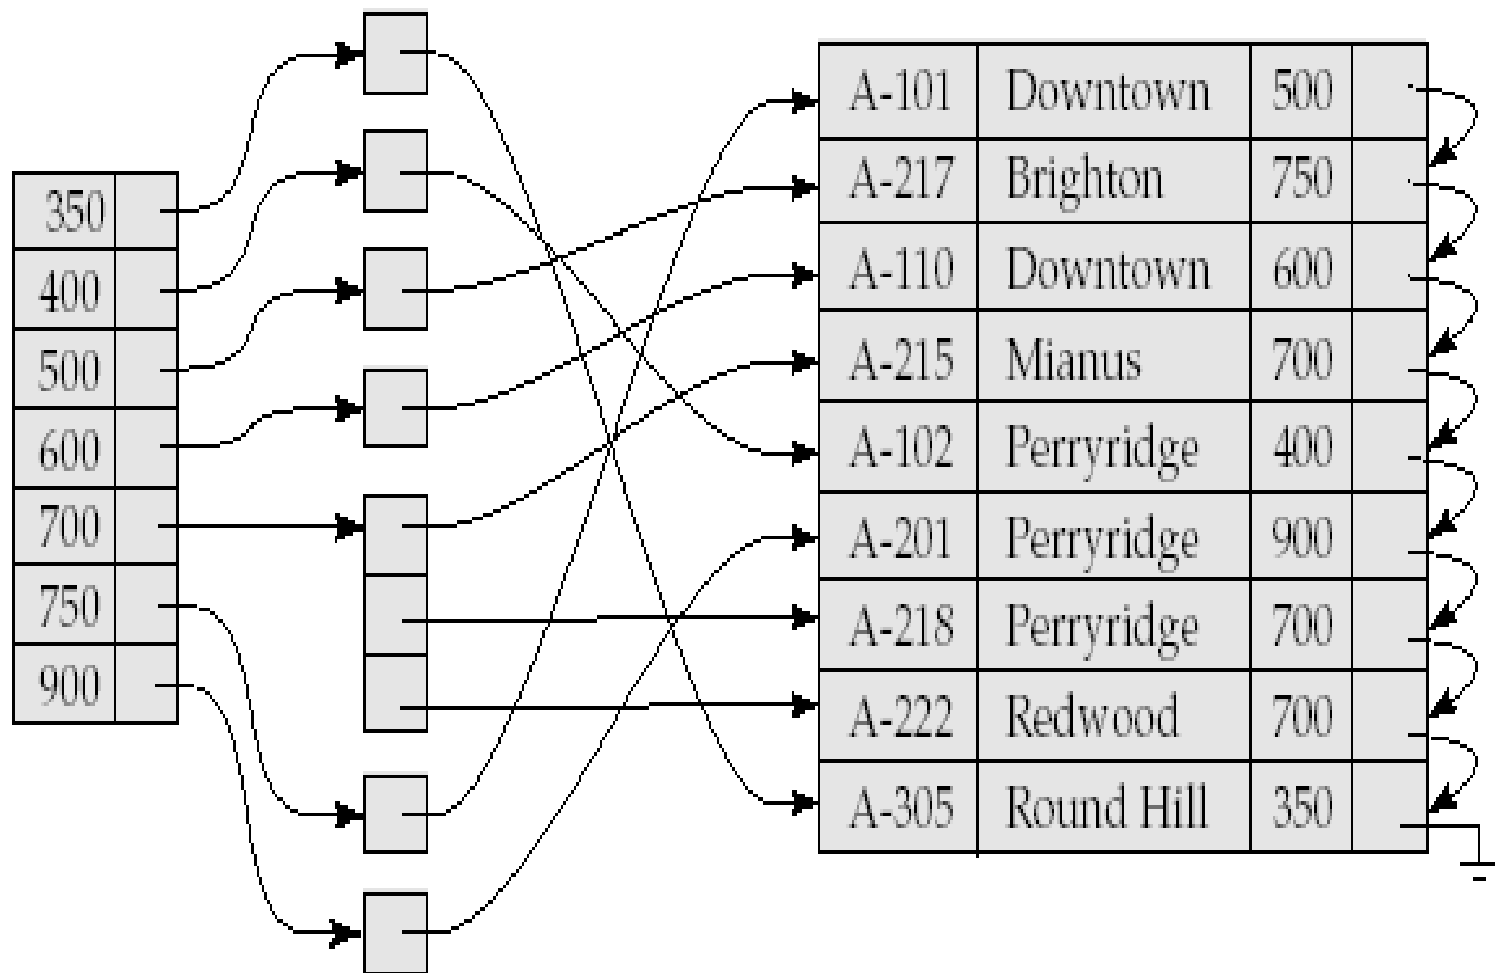 350
400
500
600
700
750
900
A-101 Downtown 500
A-217 Brighton 750
A-110 Downtown 600
A-215 Mianus 700
A-102 Perryridge 400
A-201 Perryridge 900
A-218 Perryridge 700
A-222 Redwood 700
A-305 Round Hill 350